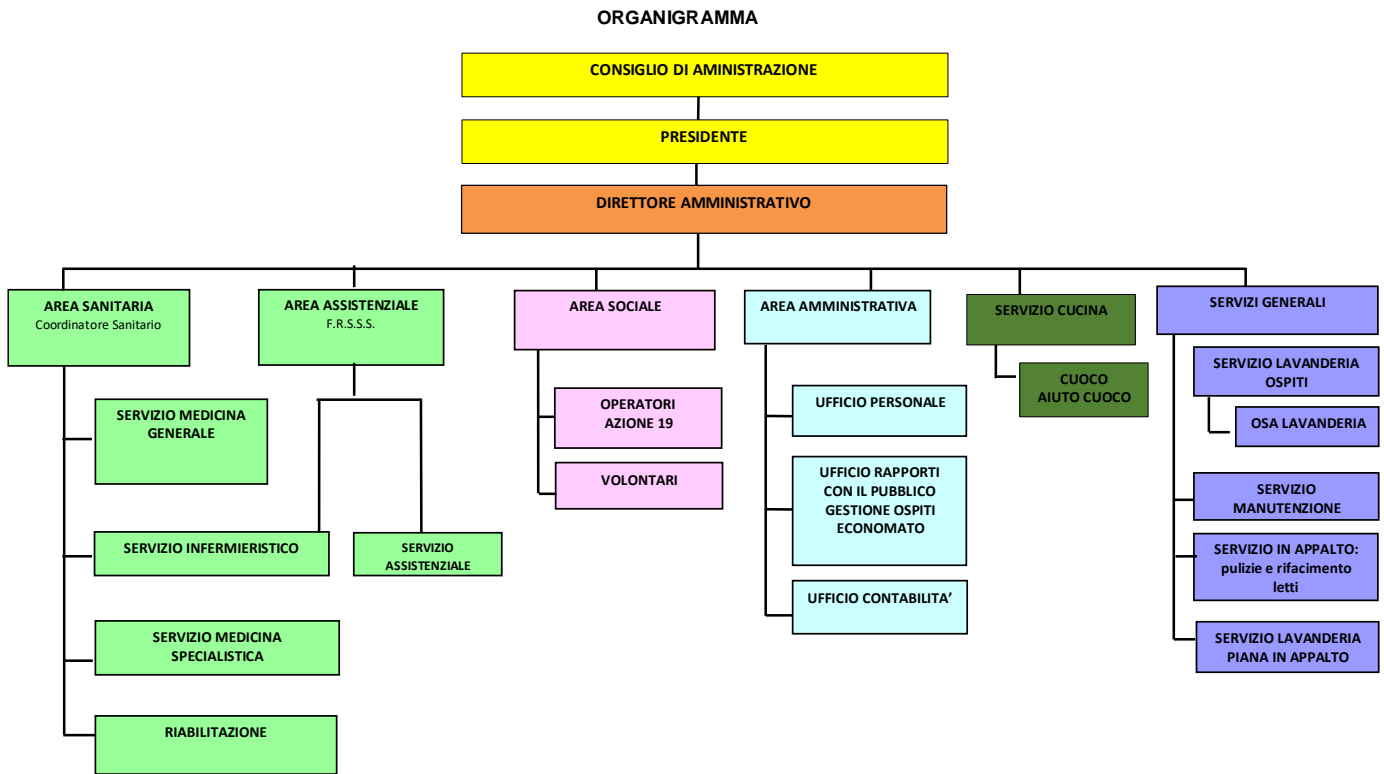 ORGANIGRAMMA
CONSIGLIO DI AMINISTRAZIONE
PRESIDENTE
DIRETTORE AMMINISTRATIVO
AREA SANITARIA
Coordinatore Sanitario
AREA ASSISTENZIALE
F.R.S.S.S.
AREA SOCIALE
AREA AMMINISTRATIVA
SERVIZIO CUCINA
SERVIZI GENERALI
SERVIZIO MEDICINA
GENERALE
SERVIZIO INFERMIERISTICO
SERVIZIO
ASSISTENZIALE
SERVIZIO MEDICINA
SPECIALISTICA
RIABILITAZIONE
OPERATORI
AZIONE 19
VOLONTARI
UFFICIO PERSONALE
UFFICIO RAPPORTI
CON IL PUBBLICO
GESTIONE OSPITI
ECONOMATO
UFFICIO CONTABILITA’
CUOCO
AIUTO CUOCO
SERVIZIO LAVANDERIA
OSPITI
OSA LAVANDERIA
SERVIZIO
MANUTENZIONE
SERVIZIO IN APPALTO:
pulizie e rifacimento
letti
SERVIZIO LAVANDERIA
PIANA IN APPALTO